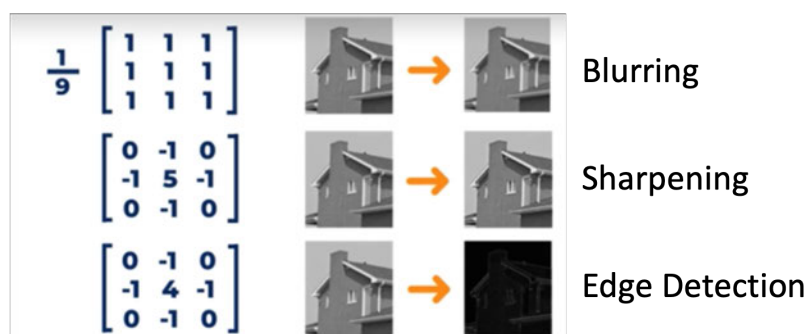 1 1 1
1 1 1 1 Blurring
9 1 1 1
0 -1 0
-1 5 -1 Sharpening
0 -1 0
0 -1 0
-1 4 -1 Edge Detection
0 -1 0